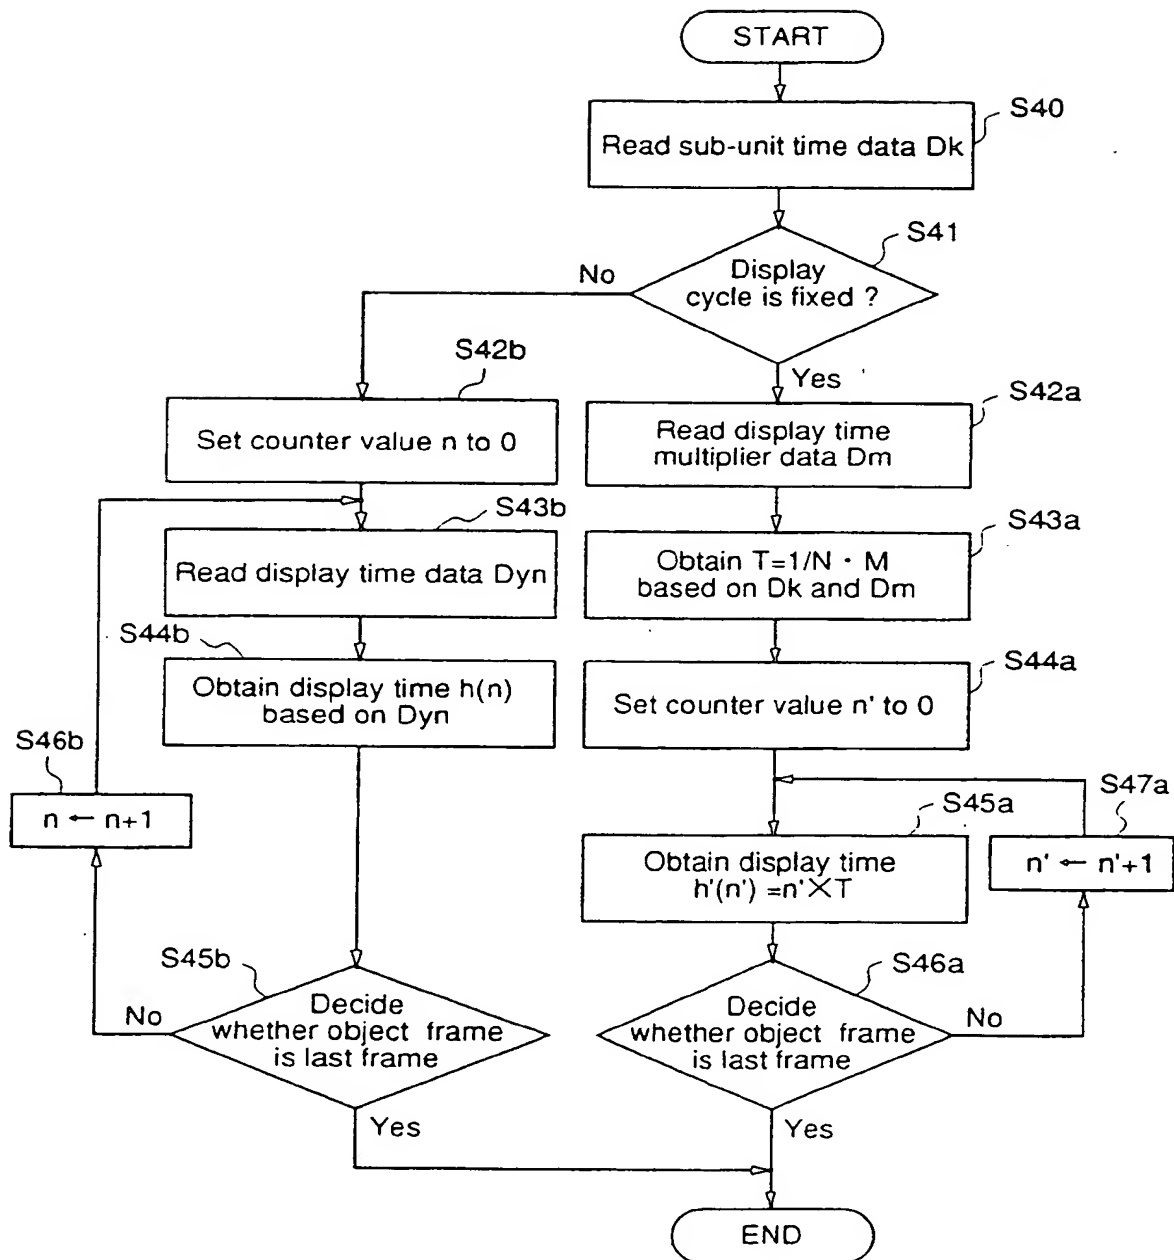 START
S40
Read sub-unit time data Dk
S41
Display
cycle is fixed ?
No
Yes
S42b
Set counter value n to 0
S42a
Read display time
multiplier data Dm
S43b
Read display time data Dyn
S43a
Obtain T=1/N · M
based on Dk and Dm
S44b
Obtain display time h(n)
based on Dyn
S44a
Set counter value n' to 0
S46b
n ← n+1
S45a
Obtain display time
h'(n') =n'×T
S47a
n' ← n'+1
S45b
Decide
whether object frame
is last frame
No
Yes
S46a
Decide
whether object frame
is last frame
No
Yes
END